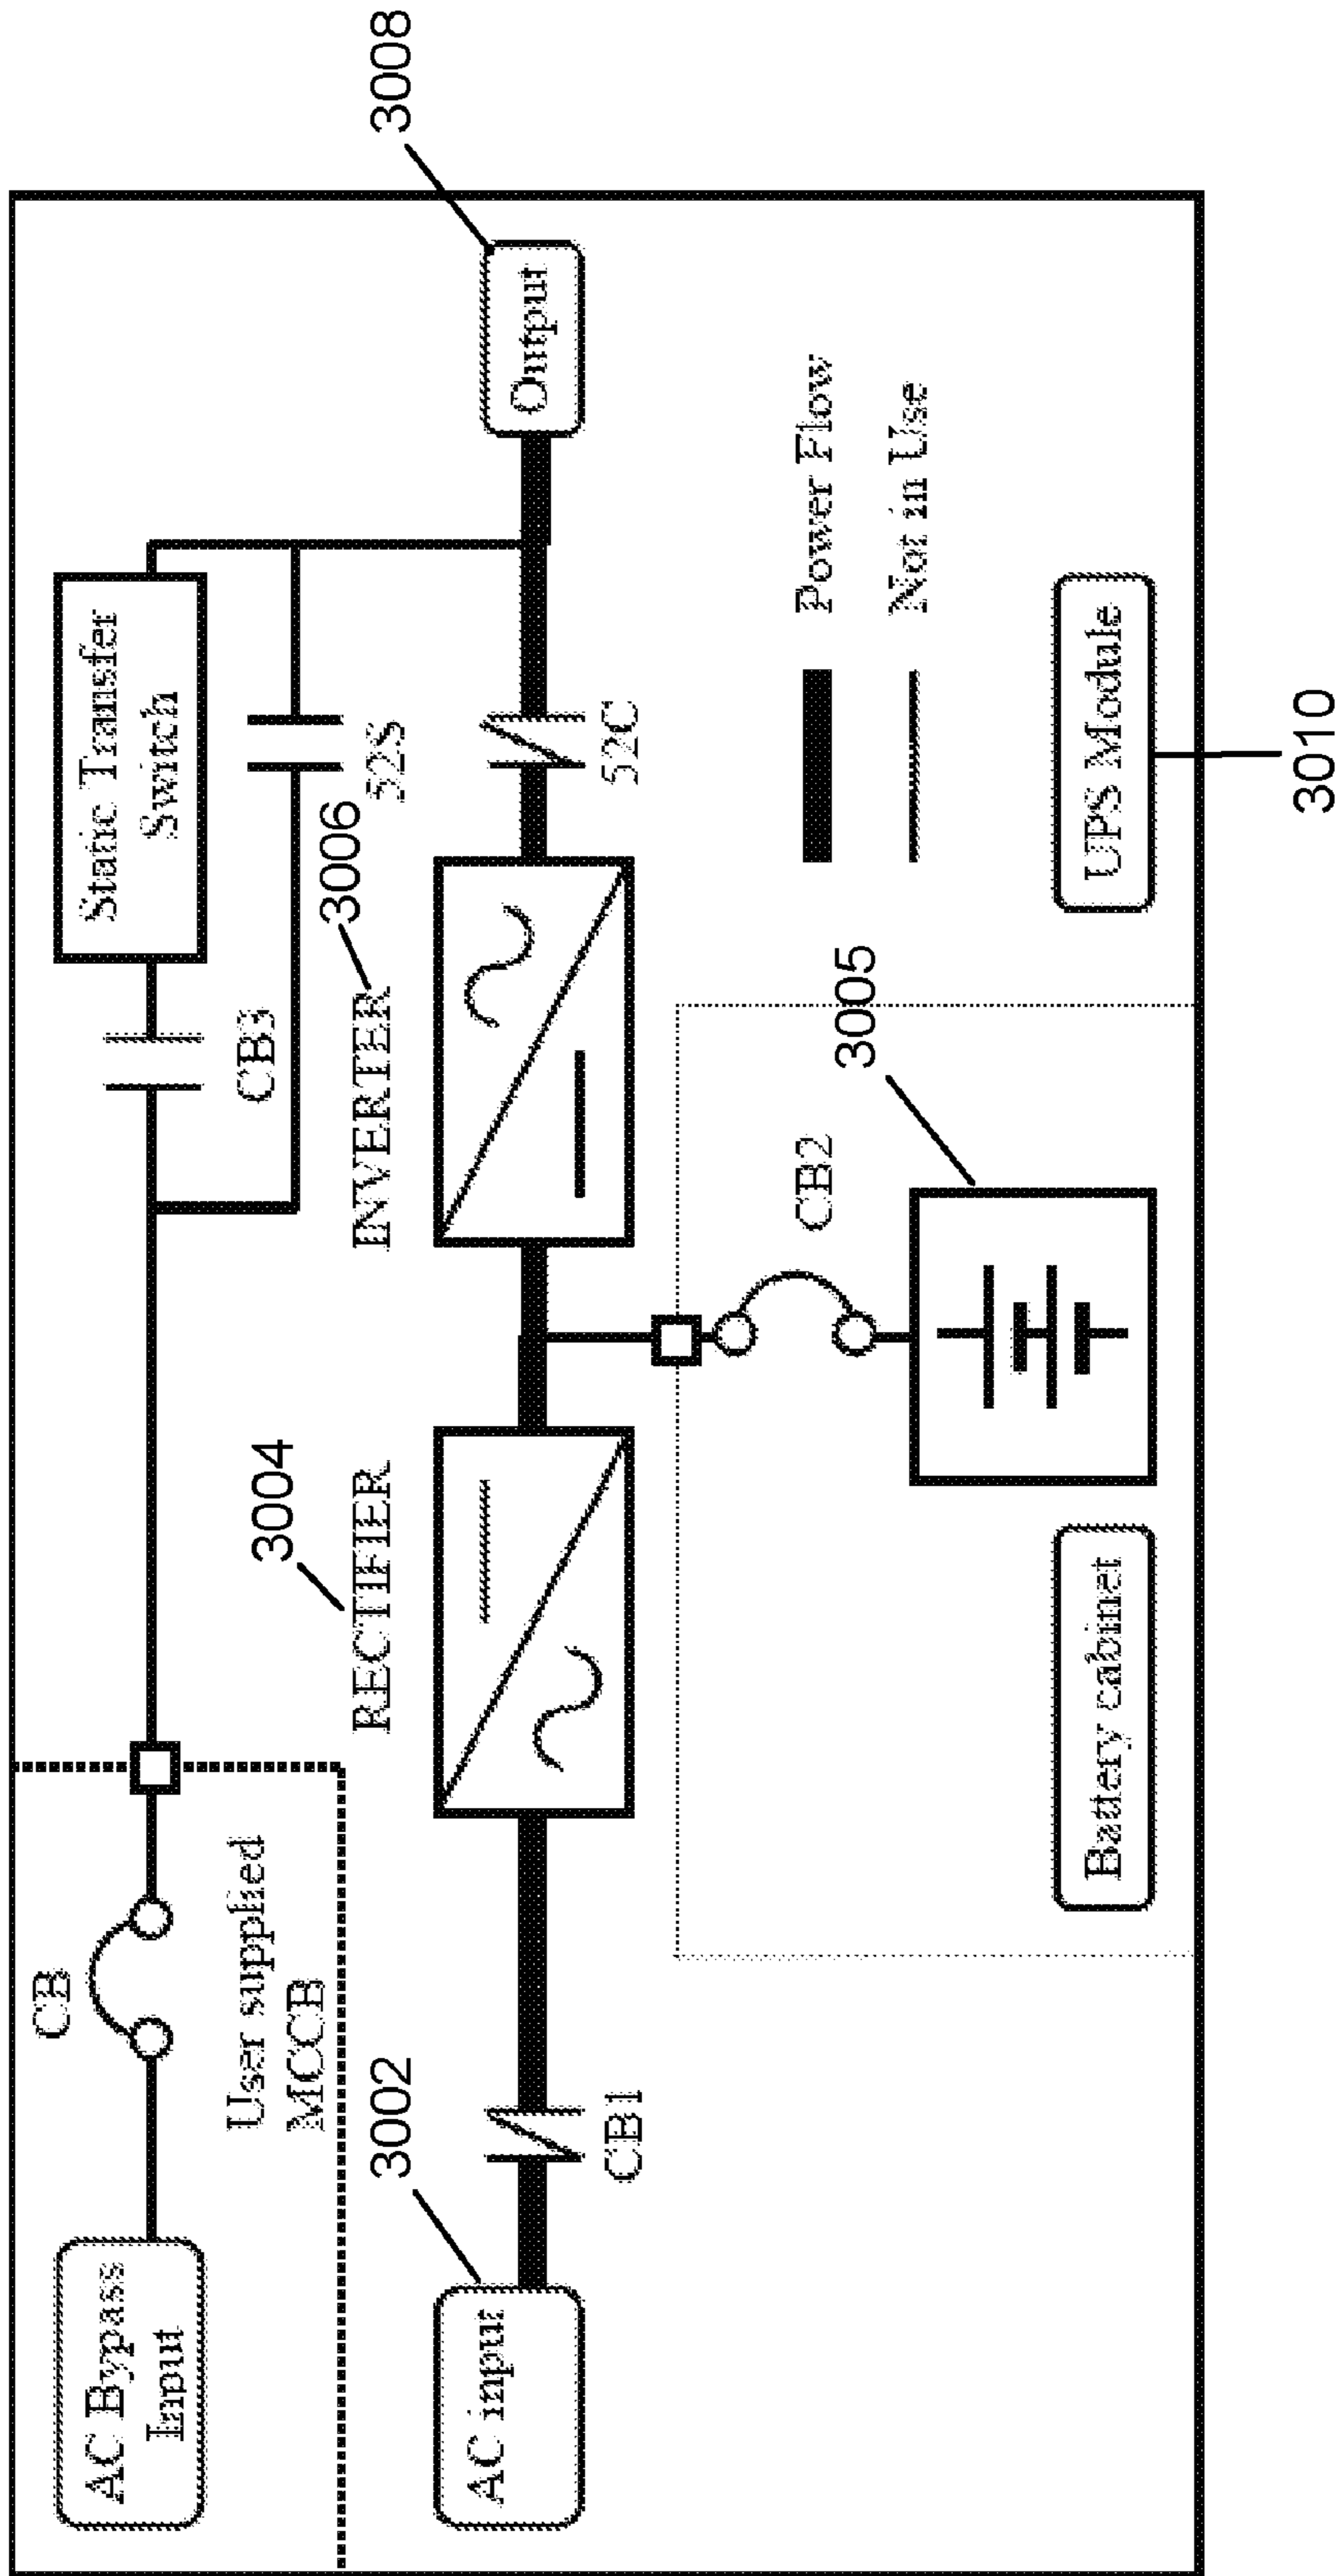 AC Bypass
Input
CB
User supplied
MCCB
CB3
Static Transfer
Switch
52S
3008
3002
AC input
CB1
3004
RECTIFIER
3006
INVERTER
52C
Output
CB2
3005
Battery cabinet
Power Flow
Not in Use
UPS Module
3010